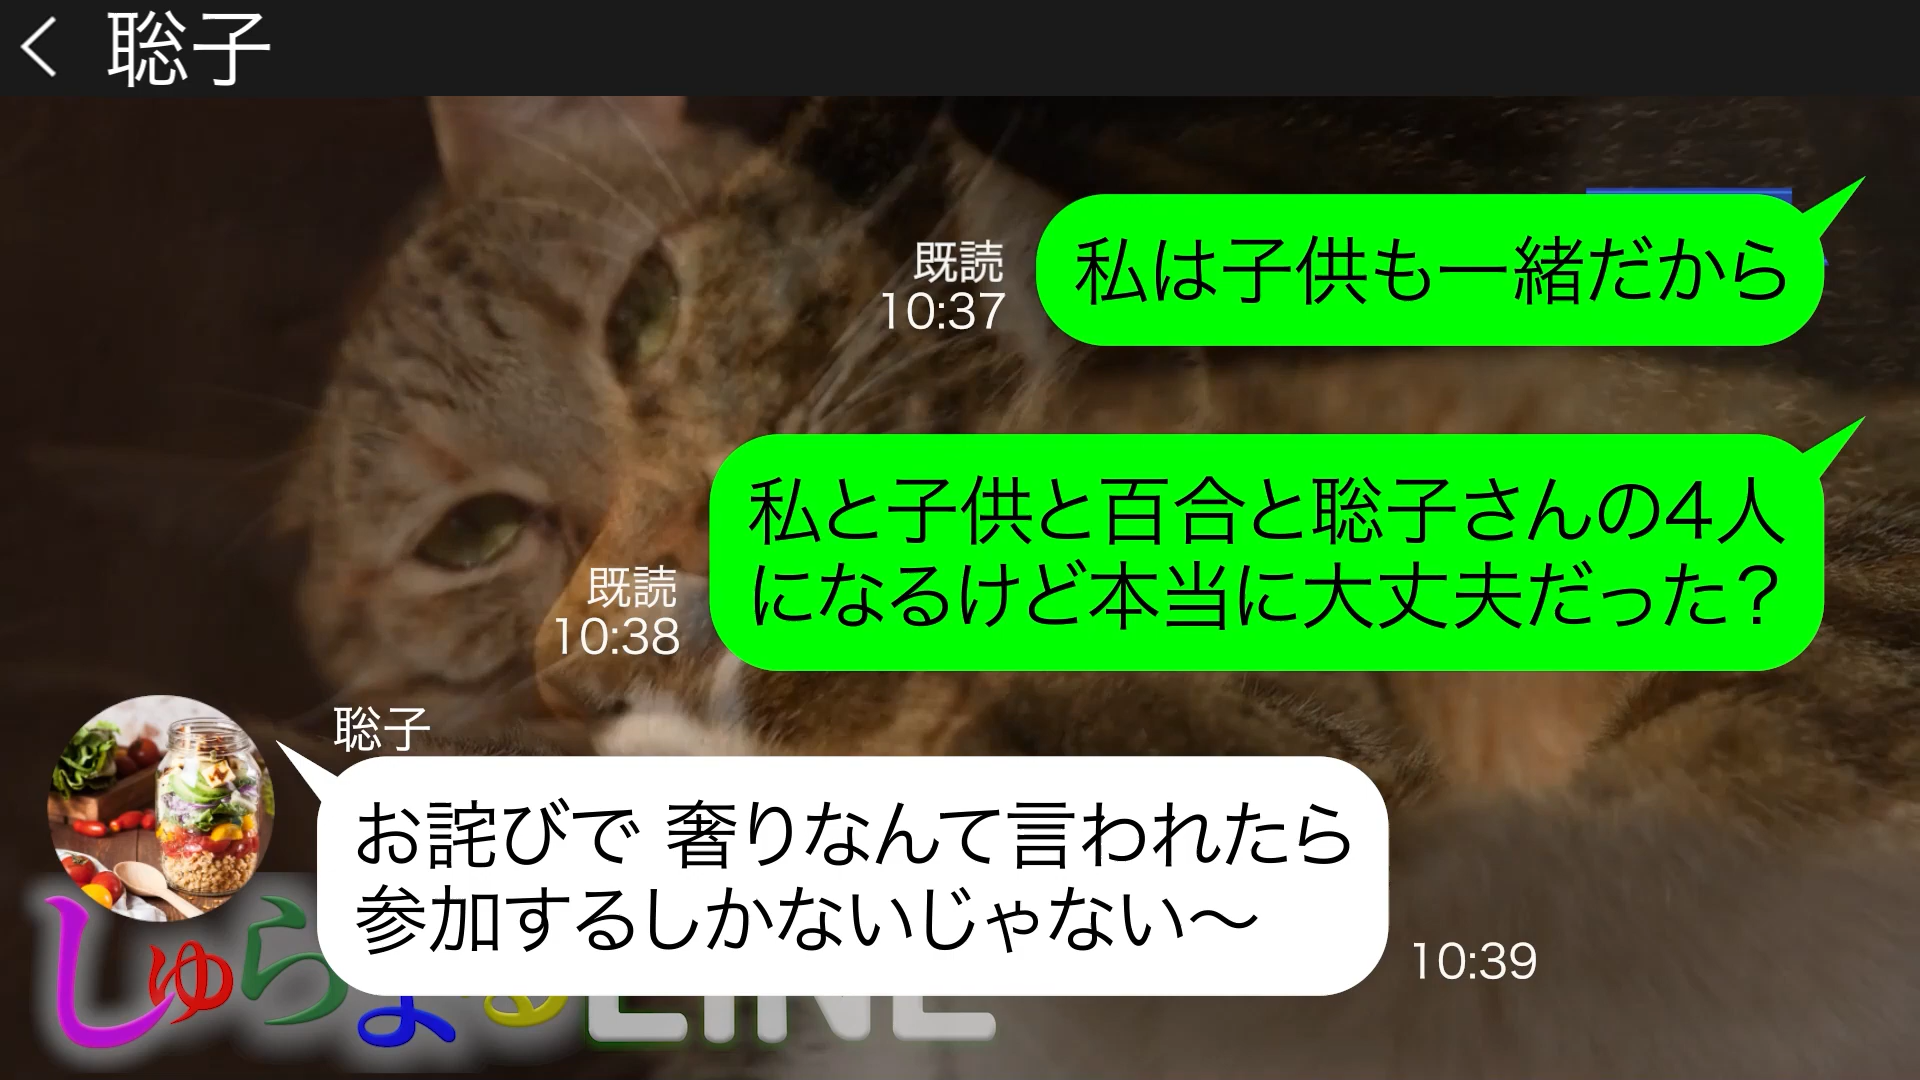 聡子
私は子供も一緒だから
既読
10:37
私と子供と百合と聡子さんの4人
になるけど本当に大丈夫だった？
既読
10:38
聡子
お詫びで 奢りなんて言われたら
参加するしかないじゃない〜
10:39
しゅら
LINE